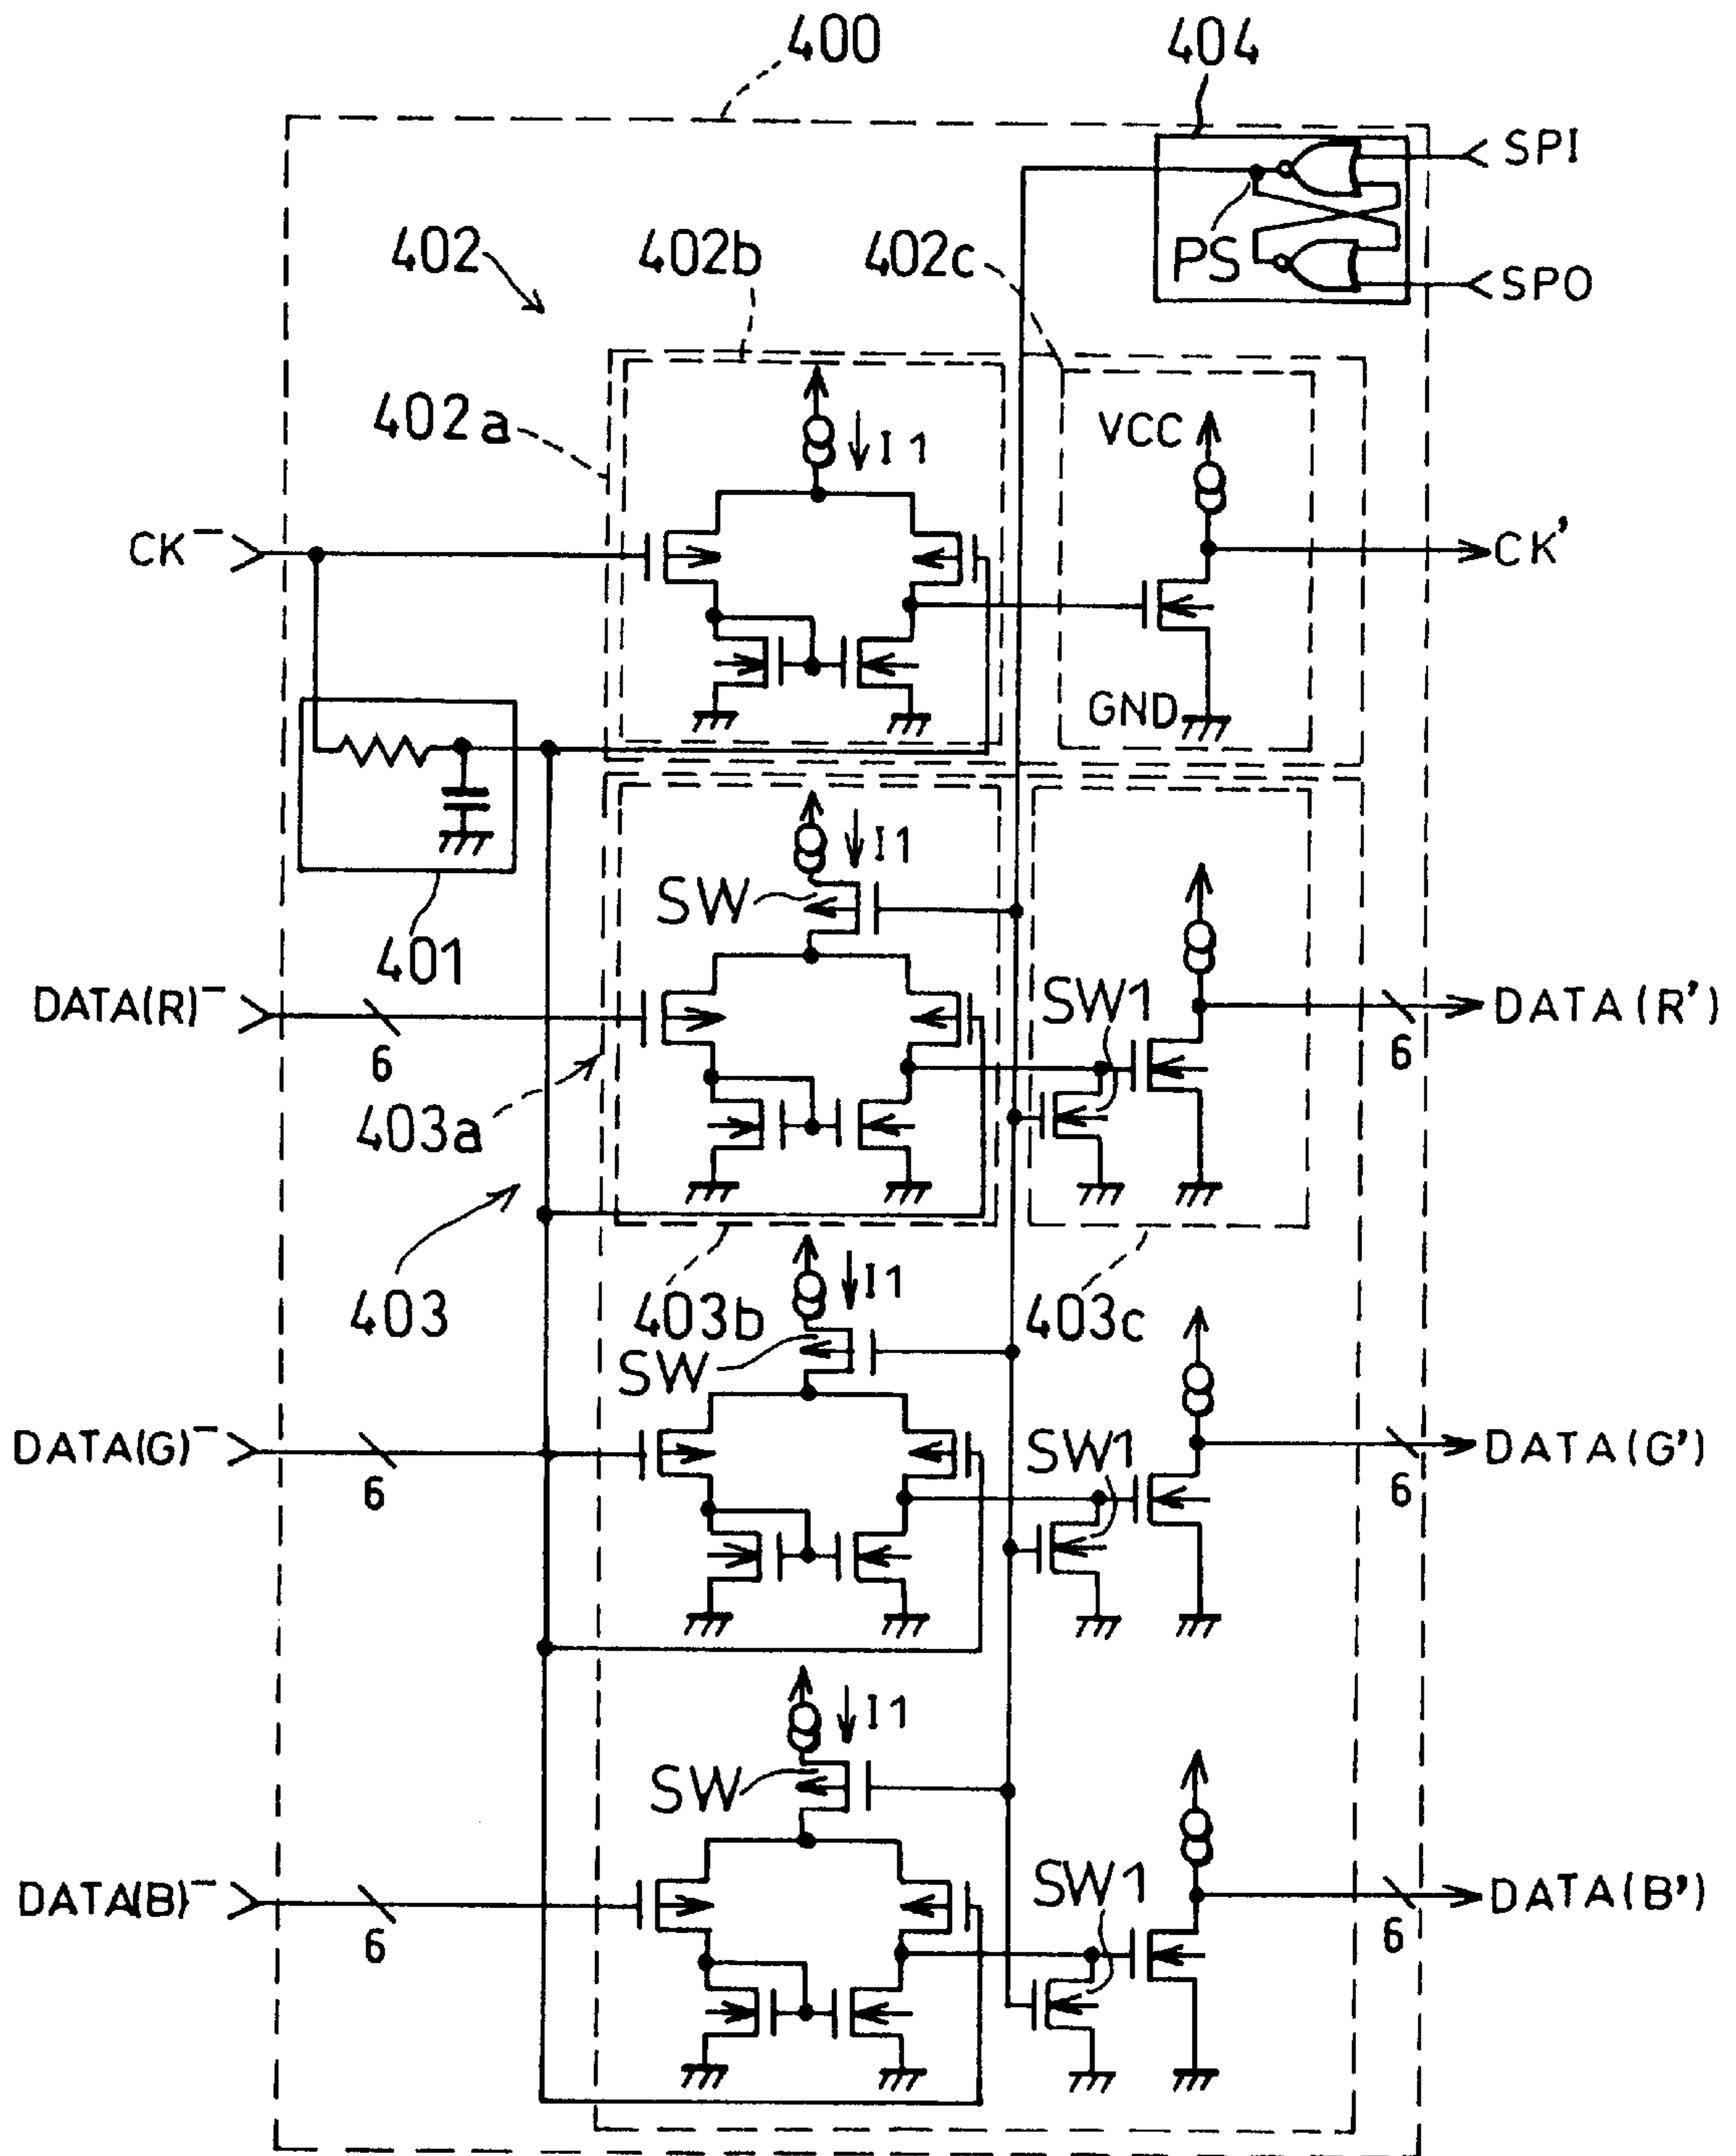 400
404
SPI
PS
SPO
402
402b
402c
402a
I1
VCC
CK⁻
CK'
GND
I1
SW
401
DATA(R)⁻
6
SW1
6
DATA(R')
403a
403
403b
I1
403c
SW
DATA(G)⁻
6
SW1
6
DATA(G')
I1
SW
DATA(B)⁻
6
SW1
6
DATA(B')